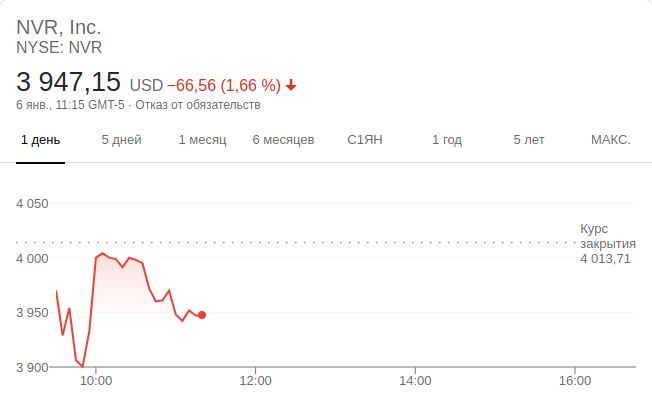 NVR, Inc.
NYSE: NVR
3 947,15 USD −66,56 (1,66 %)
6 янв., 11:15 GMT-5 · Отказ от обязательств
1 день 5 дней 1 месяц 6 месяцев С1ЯН 1 год 5 лет МАКС.
4 050
Курс
закрытия
4 013,71
4 000
3 950
3 900
10:00 12:00 14:00 16:00